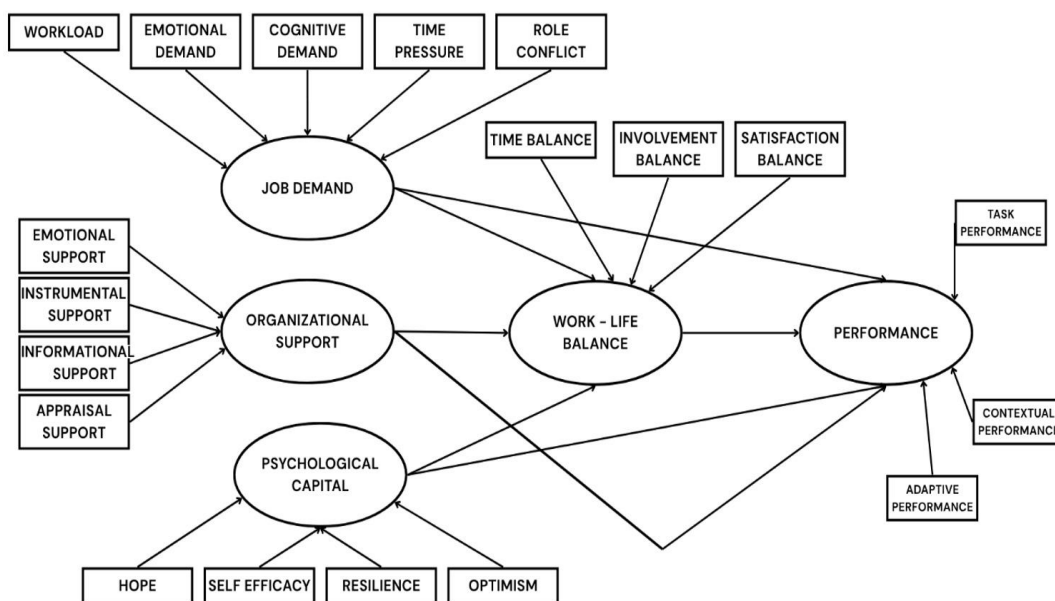 WORKLOAD
EMOTIONAL
DEMAND
COGNITIVE
DEMAND
TIME
PRESSURE
ROLE
CONFLICT
TIME BALANCE
INVOLVEMENT
BALANCE
SATISFACTION
BALANCE
JOB DEMAND
TASK
PERFORMANCE
EMOTIONAL
SUPPORT
INSTRUMENTAL
SUPPORT
INFORMATIONAL
SUPPORT
APPRAISAL
SUPPORT
ORGANIZATIONAL
SUPPORT
WORK - LIFE
BALANCE
PERFORMANCE
CONTEXTUAL
PERFORMANCE
ADAPTIVE
PERFORMANCE
PSYCHOLOGICAL
CAPITAL
HOPE
SELF EFFICACY
RESILIENCE
OPTIMISM